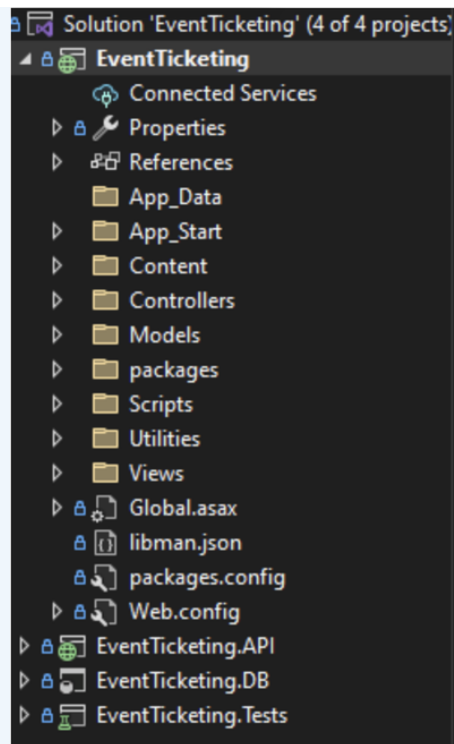 Solution 'EventTicketing' (4 of 4 projects)
EventTicketing
Connected Services
Properties
References
App_Data
App_Start
Content
Controllers
Models
packages
Scripts
Utilities
Views
Global.asax
libman.json
packages.config
Web.config
EventTicketing.API
EventTicketing.DB
EventTicketing.Tests